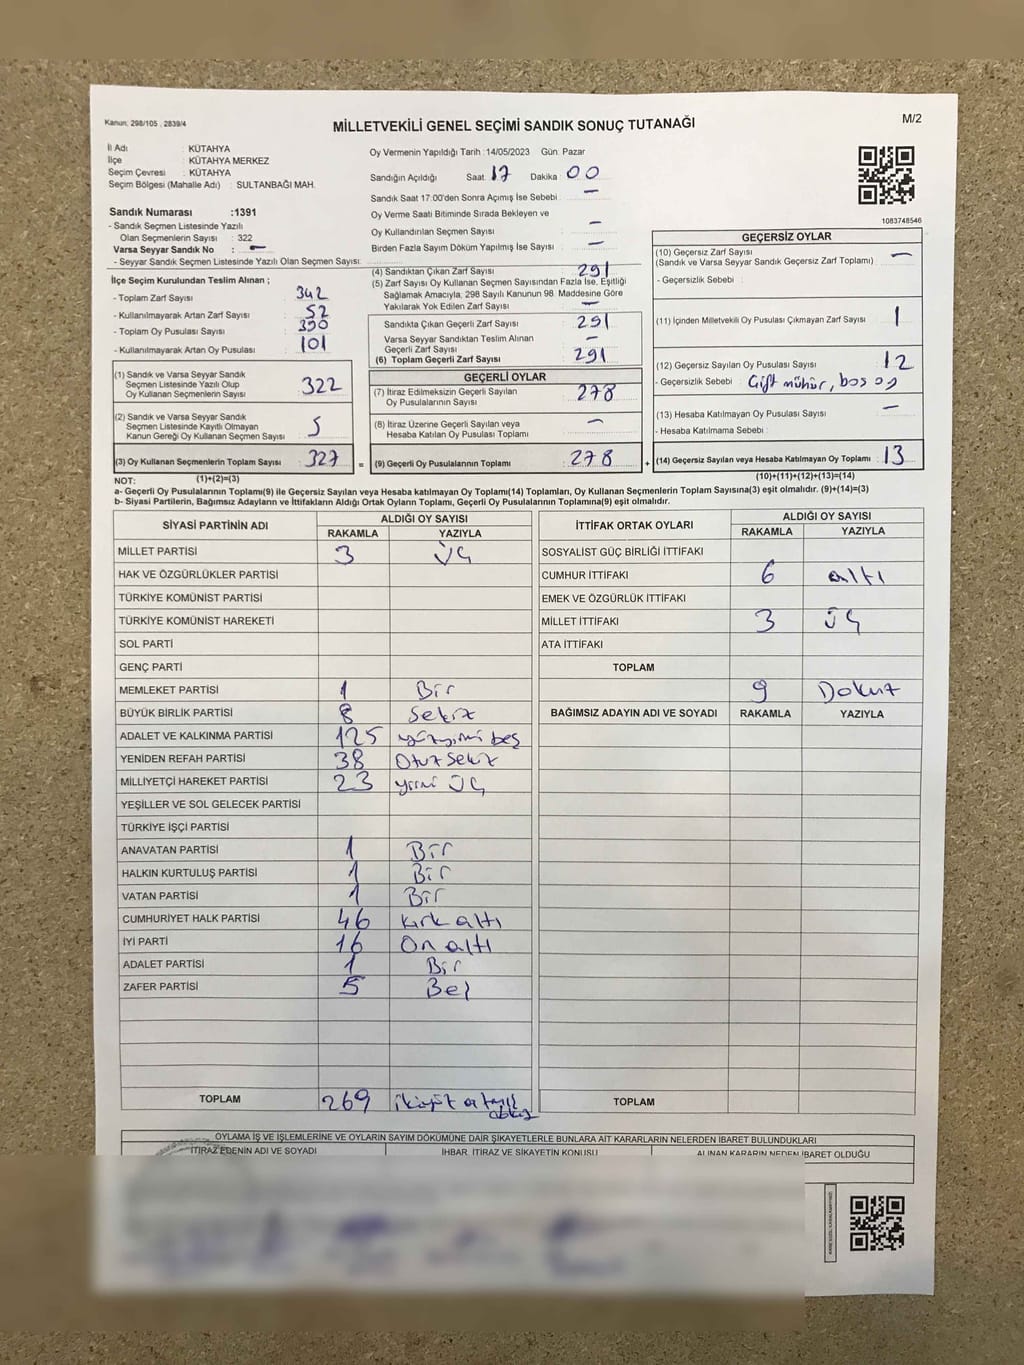 Kanun: 298/105 , 2839/4
MİLLETVEKİLİ GENEL SEÇİMİ SANDIK SONUÇ TUTANAĞI
M/2
İl Adı : KÜTAHYA
İlçe : KÜTAHYA MERKEZ
Seçim Çevresi : KÜTAHYA
Seçim Bölgesi (Mahalle Adı) : SULTANBAĞI MAH.
Sandık Numarası :1391
- Sandık Seçmen Listesinde Yazılı
Olan Seçmenlerin Sayısı : 322
Varsa Seyyar Sandık No : –
- Seyyar Sandık Seçmen Listesinde Yazılı Olan Seçmen Sayısı:
Oy Vermenin Yapıldığı Tarih :14/05/2023 Gün: Pazar
Sandığın Açıldığı Saat: 17 Dakika 00
Sandık Saat 17:00'den Sonra Açımış İse Sebebi : –
Oy Verme Saati Bitiminde Sırada Bekleyen ve
Oy Kullandırılan Seçmen Sayısı : –
Birden Fazla Sayım Döküm Yapılmış İse Sayısı : –
1083748546
İlçe Seçim Kurulundan Teslim Alınan ;
- Toplam Zarf Sayısı : 342
- Kullanılmayarak Artan Zarf Sayısı : 52
- Toplam Oy Pusulası Sayısı : 390
- Kullanılmayarak Artan Oy Pusulası : 101
(4) Sandıktan Çıkan Zarf Sayısı : 291
(5) Zarf Sayısı Oy Kullanan Seçmen Sayısından Fazla İse, Eşitliği
Sağlamak Amacıyla, 298 Sayılı Kanunun 98. Maddesine Göre
Yakılarak Yok Edilen Zarf Sayısı : –
Sandıkta Çıkan Geçerli Zarf Sayısı : 291
Varsa Seyyar Sandıktan Teslim Alınan
Geçerli Zarf Sayısı : –
(6) Toplam Geçerli Zarf Sayısı : 291
GEÇERSİZ OYLAR
(10) Geçersiz Zarf Sayısı : –
(Sandık ve Varsa Seyyar Sandık Geçersiz Zarf Toplamı)
- Geçersizlik Sebebi :
(11) İçinden Milletvekili Oy Pusulası Çıkmayan Zarf Sayısı : 1
(12) Geçersiz Sayılan Oy Pusulası Sayısı : 12
- Geçersizlik Sebebi : Çift mühür, boş oy
(13) Hesaba Katılmayan Oy Pusulası Sayısı : –
- Hesaba Katılmama Sebebi :
(14) Geçersiz Sayılan veya Hesaba Katılmayan Oy Toplamı : 13
(10)+(11)+(12)+(13)=(14)
(1) Sandık ve Varsa Seyyar Sandık
Seçmen Listesinde Yazılı Olup
Oy Kullanan Seçmenlerin Sayısı : 322
(2) Sandık ve Varsa Seyyar Sandık
Seçmen Listesinde Kayıtlı Olmayan
Kanun Gereği Oy Kullanan Seçmen Sayısı : 5
(3) Oy Kullanan Seçmenlerin Toplam Sayısı : 327
=
GEÇERLİ OYLAR
(7) İtiraz Edilmeksizin Geçerli Sayılan
Oy Pusulalarının Sayısı : 278
(8) İtiraz Üzerine Geçerli Sayılan veya
Hesaba Katılan Oy Pusulası Toplamı : –
(9) Geçerli Oy Pusulalarının Toplamı : 278
+
NOT: (1)+(2)=(3)
a- Geçerli Oy Pusulalarının Toplamı(9) ile Geçersiz Sayılan veya Hesaba katılmayan Oy Toplamı(14) Toplamları, Oy Kullanan Seçmenlerin Toplam Sayısına(3) eşit olmalıdır. (9)+(14)=(3)
b- Siyasi Partilerin, Bağımsız Adayların ve İttifakların Aldığı Ortak Oyların Toplamı, Geçerli Oy Pusulalarının Toplamına(9) eşit olmalıdır.
SİYASİ PARTİNİN ADI ALDIĞI OY SAYISI
RAKAMLA YAZIYLA
MİLLET PARTİSİ 3 Üç
HAK VE ÖZGÜRLÜKLER PARTİSİ
TÜRKİYE KOMÜNİST PARTİSİ
TÜRKİYE KOMÜNİST HAREKETİ
SOL PARTİ
GENÇ PARTİ
MEMLEKET PARTİSİ 1 Bir
BÜYÜK BİRLİK PARTİSİ 8 Sekiz
ADALET VE KALKINMA PARTİSİ 125 yüzyirmi beş
YENİDEN REFAH PARTİSİ 38 Otuz Sekiz
MİLLİYETÇİ HAREKET PARTİSİ 23 yirmi Üç
YEŞİLLER VE SOL GELECEK PARTİSİ
TÜRKİYE İŞÇİ PARTİSİ
ANAVATAN PARTİSİ 1 Bir
HALKIN KURTULUŞ PARTİSİ 1 Bir
VATAN PARTİSİ 1 Bir
CUMHURİYET HALK PARTİSİ 46 kırk altı
İYİ PARTİ 16 On altı
ADALET PARTİSİ 1 Bir
ZAFER PARTİSİ 5 Beş
TOPLAM 269 ikiyüz altmış
İTTİFAK ORTAK OYLARI ALDIĞI OY SAYISI
RAKAMLA YAZIYLA
SOSYALİST GÜÇ BİRLİĞİ İTTİFAKI
CUMHUR İTTİFAKI 6 altı
EMEK VE ÖZGÜRLÜK İTTİFAKI
MİLLET İTTİFAKI 3 Üç
ATA İTTİFAKI
TOPLAM
9 Dokuz
BAĞIMSIZ ADAYIN ADI VE SOYADI RAKAMLA YAZIYLA
TOPLAM
OYLAMA İŞ VE İŞLEMLERİNE VE OYLARIN SAYIM DÖKÜMÜNE DAİR ŞİKAYETLERLE BUNLARA AİT KARARLARIN NELERDEN İBARET BULUNDUKLARI
İTİRAZ EDENİN ADI VE SOYADI İHBAR, İTİRAZ VE ŞİKAYETİN KONUSU ALINAN KARARIN NEDEN İBARET OLDUĞU